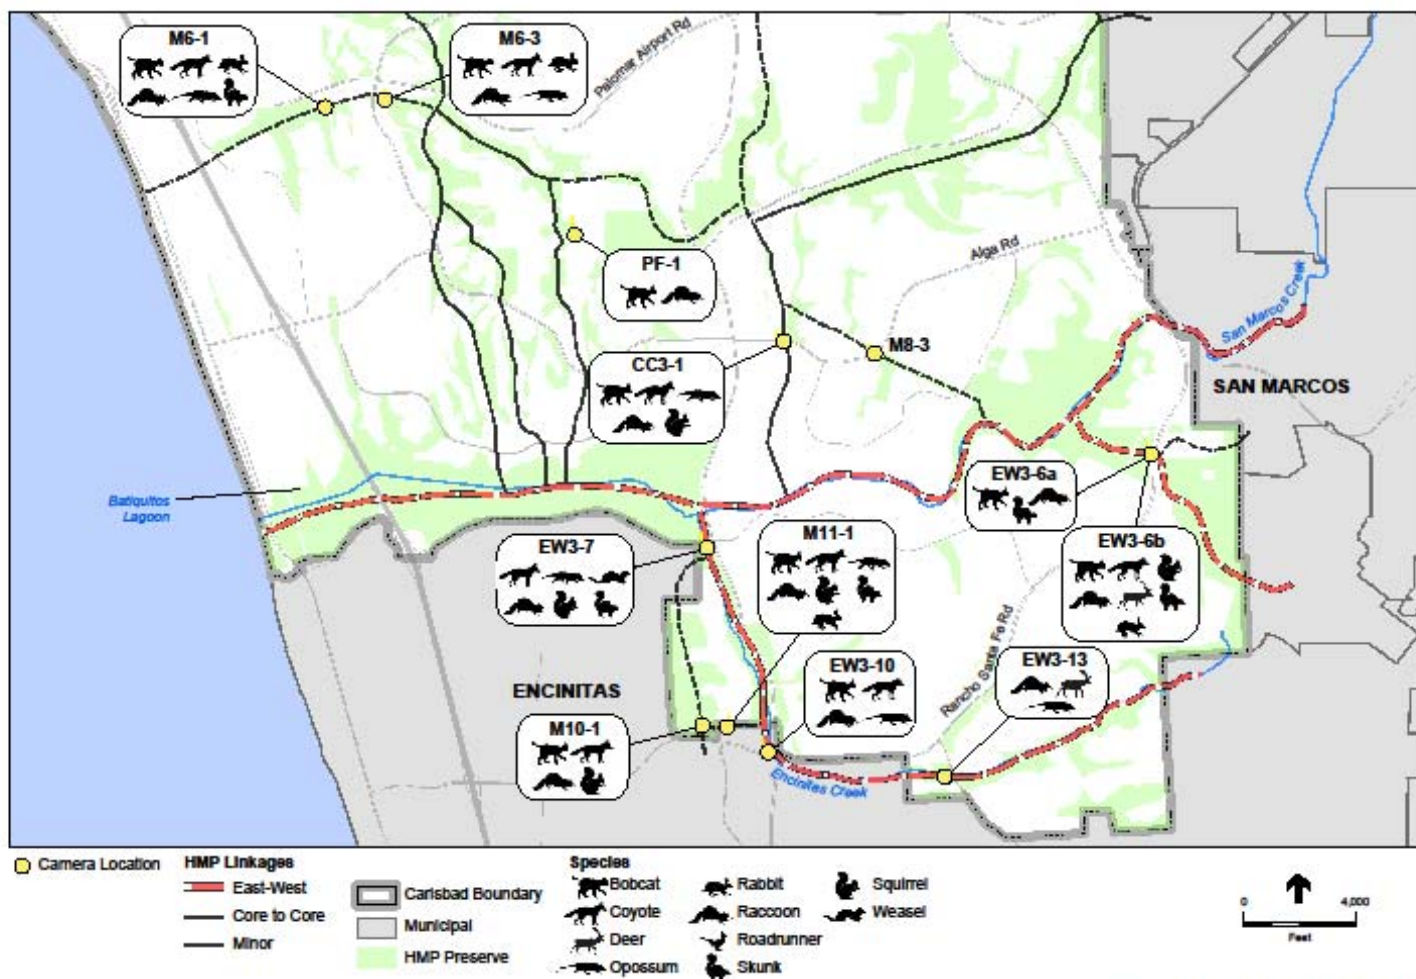 M6-1
M6-3
Palomar Airport Rd
PF-1
Alga Rd
San Marcos Creek
CC3-1
M8-3
SAN MARCOS
Batiquitos
Lagoon
EW3-6a
EW3-7
M11-1
EW3-6b
Rancho Santa Fe Rd
EW3-10
EW3-13
ENCINITAS
M10-1
Encinitas Creek
Camera Location
HMP Linkages
East-West
Core to Core
Minor
Carlsbad Boundary
Municipal
HMP Preserve
Species
Bobcat
Coyote
Deer
Opossum
Rabbit
Raccoon
Roadrunner
Skunk
Squirrel
Weasel
0 4,000
Feet